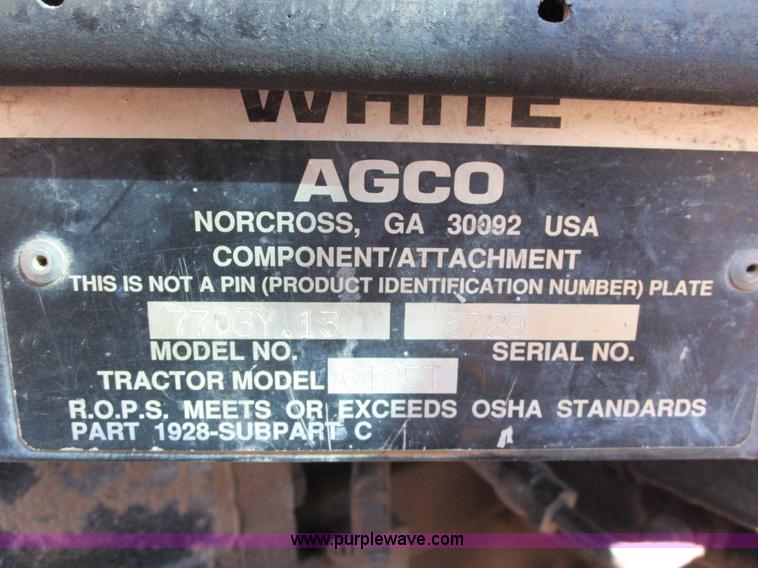 WHITE
AGCO
NORCROSS, GA 30092 USA
COMPONENT/ATTACHMENT
THIS IS NOT A PIN (PRODUCT IDENTIFICATION NUMBER) PLATE
7703Y.13 5729
MODEL NO. SERIAL NO.
TRACTOR MODEL 6125T
R.O.P.S. MEETS OR EXCEEDS OSHA STANDARDS
PART 1928-SUBPART C
www.purplewave.com